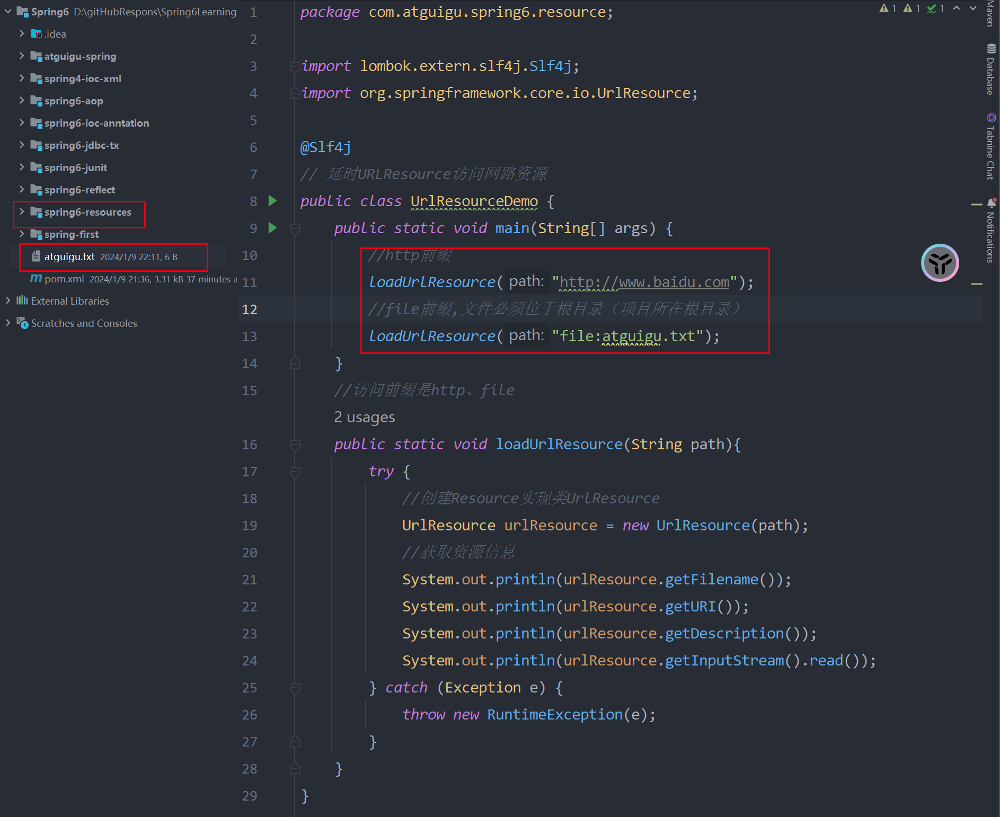 Spring6 D:\gitHubRespons\Spring6Learning
.idea
atguigu-spring
spring4-ioc-xml
spring6-aop
spring6-ioc-anntation
spring6-jdbc-tx
spring6-junit
spring6-reflect
spring6-resources
spring-first
atguigu.txt 2024/1/9 22:11, 6 B
pom.xml 2024/1/9 21:36, 3.31 kB 37 minutes a
External Libraries
Scratches and Consoles
1 package com.atguigu.spring6.resource;
2
3 import lombok.extern.slf4j.Slf4j;
4 import org.springframework.core.io.UrlResource;
5
6 @Slf4j
7 // 延时URLResource访问网路资源
8 public class UrlResourceDemo {
9 public static void main(String[] args) {
10 //http前缀
11 loadUrlResource( path: "http://www.baidu.com");
12 //file前缀,文件必须位于根目录（项目所在根目录）
13 loadUrlResource( path: "file:atguigu.txt");
14 }
15 //访问前缀是http、file
2 usages
16 public static void loadUrlResource(String path){
17 try {
18 //创建Resource实现类UrlResource
19 UrlResource urlResource = new UrlResource(path);
20 //获取资源信息
21 System.out.println(urlResource.getFilename());
22 System.out.println(urlResource.getURI());
23 System.out.println(urlResource.getDescription());
24 System.out.println(urlResource.getInputStream().read());
25 } catch (Exception e) {
26 throw new RuntimeException(e);
27 }
28 }
29 }
1 1 1
Maven
Database
Tabnine Chat
Notifications